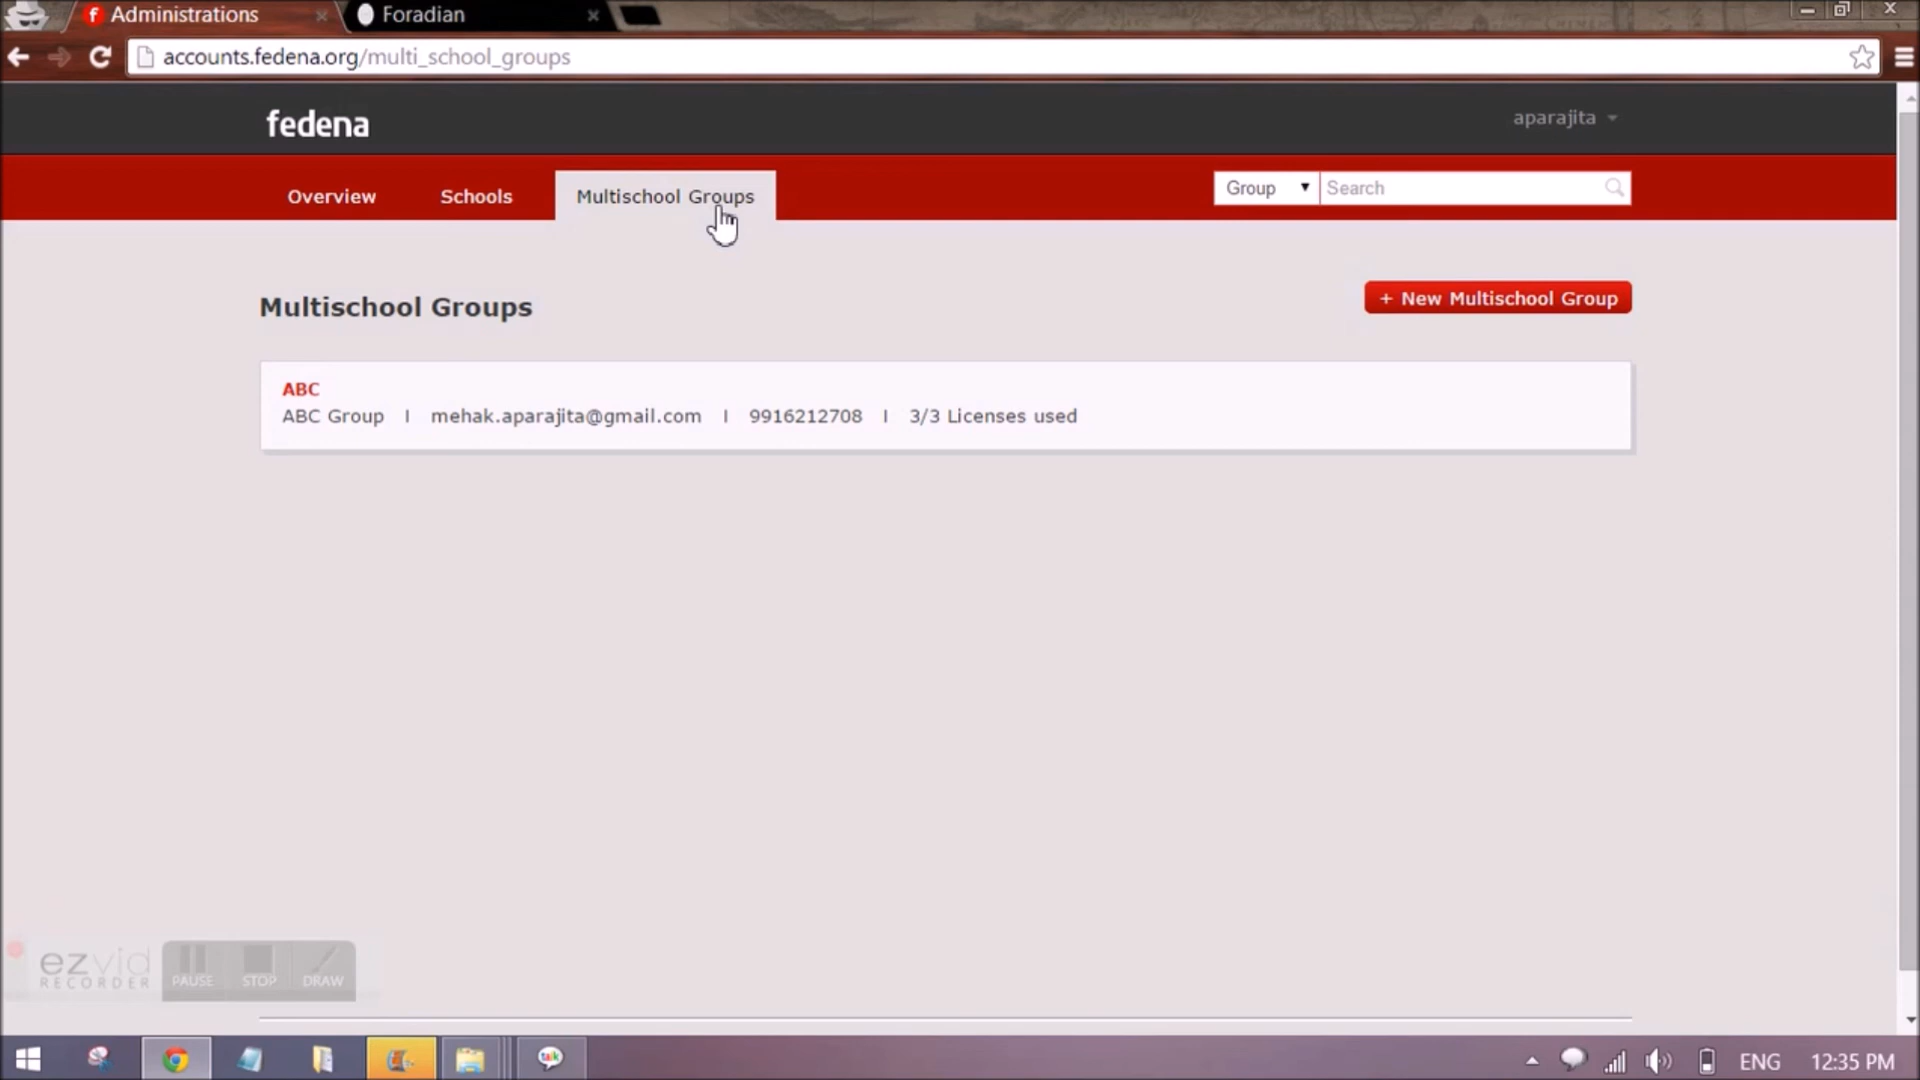 Administrations
Foradian
accounts.fedena.org/multi_school_groups
fedena
aparajita
Overview
Schools
Multischool Groups
Group
Search
Multischool Groups
+ New Multischool Group
ABC
ABC Group | mehak.aparajita@gmail.com | 9916212708 | 3/3 Licenses used
ezvid
RECORDER
PAUSE
STOP
DRAW
talk
ENG
12:35 PM